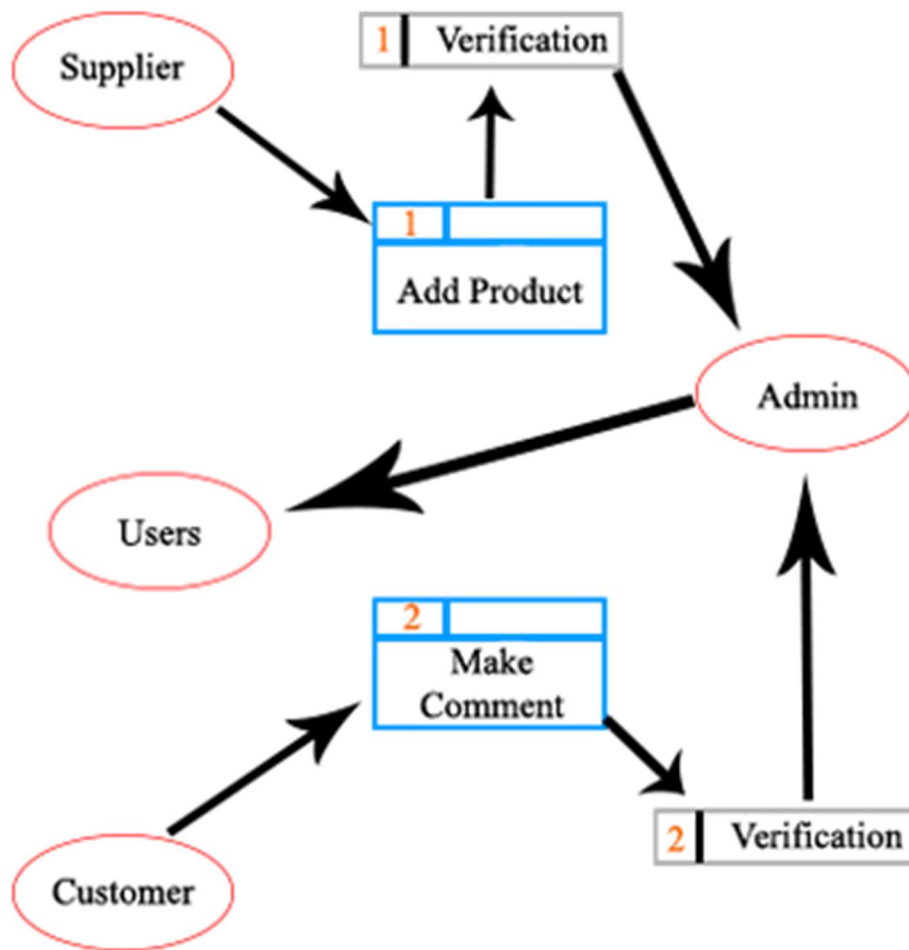 Supplier
1 Verification
1
Add Product
Admin
Users
2
Make
Comment
2 Verification
Customer